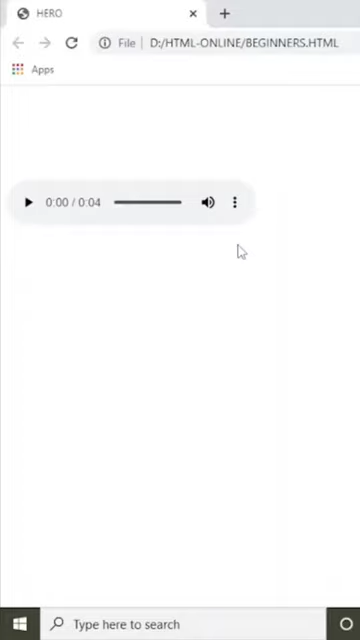 HERO
File | D:/HTML-ONLINE/BEGINNERS.HTML
Apps
0:00 / 0:04
Type here to search